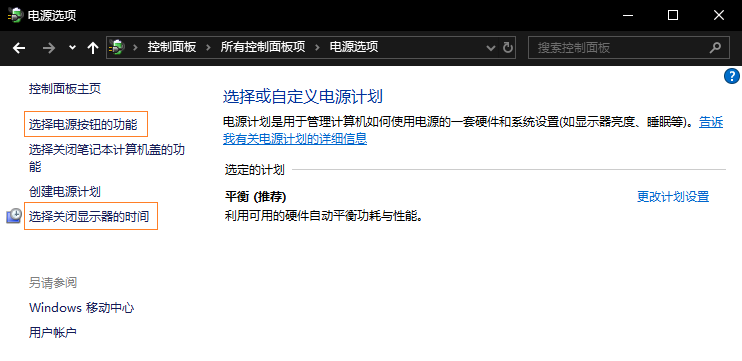 电源选项
控制面板 > 所有控制面板项 > 电源选项
搜索控制面板
?
控制面板主页
选择电源按钮的功能
选择关闭笔记本计算机盖的功
能
创建电源计划
选择关闭显示器的时间
另请参阅
Windows 移动中心
用户帐户
选择或自定义电源计划
电源计划是用于管理计算机如何使用电源的一套硬件和系统设置(如显示器亮度、睡眠等)。告诉
我有关电源计划的详细信息
选定的计划
平衡 (推荐)
更改计划设置
利用可用的硬件自动平衡功耗与性能。